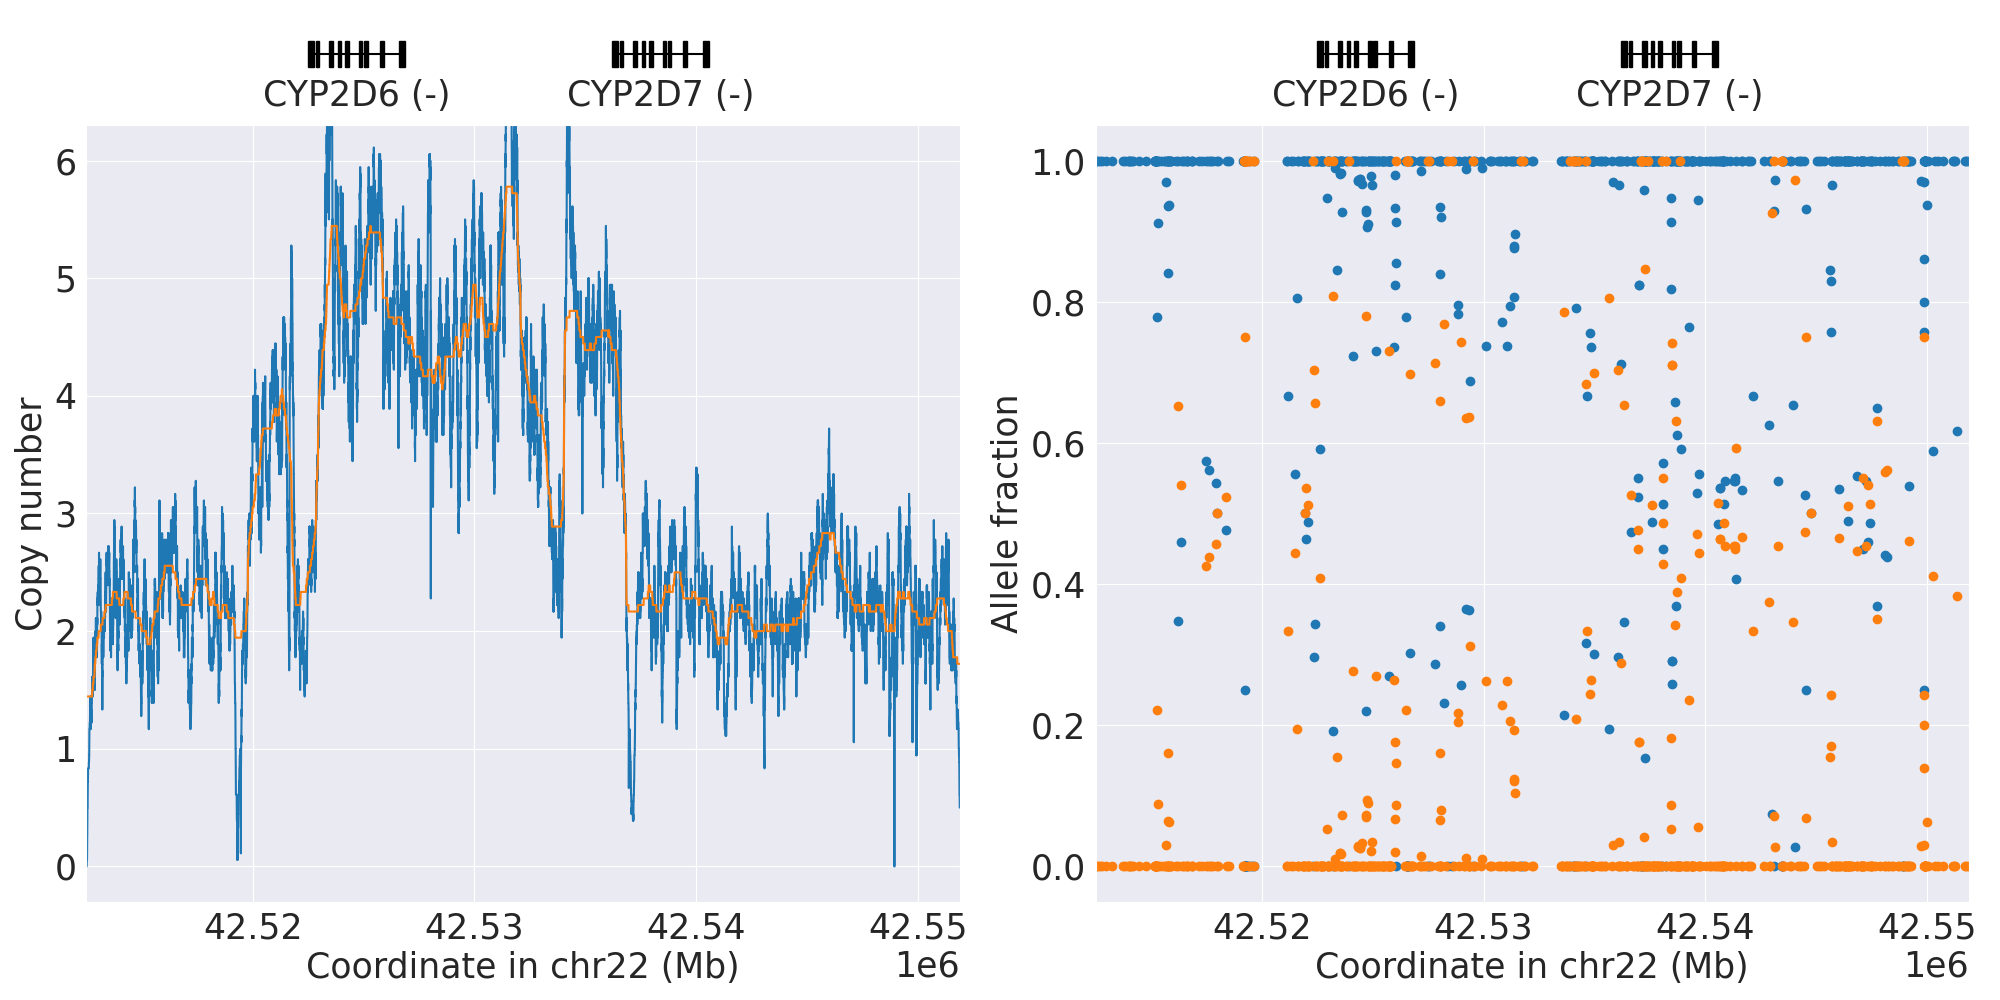 CYP2D6 (-) CYP2D7 (-)
6
5
4
3
2
1
0
Copy number
42.52 42.53 42.54 42.55
Coordinate in chr22 (Mb) 1e6
CYP2D6 (-) CYP2D7 (-)
1.0
0.8
0.6
0.4
0.2
0.0
Allele fraction
42.52 42.53 42.54 42.55
Coordinate in chr22 (Mb) 1e6